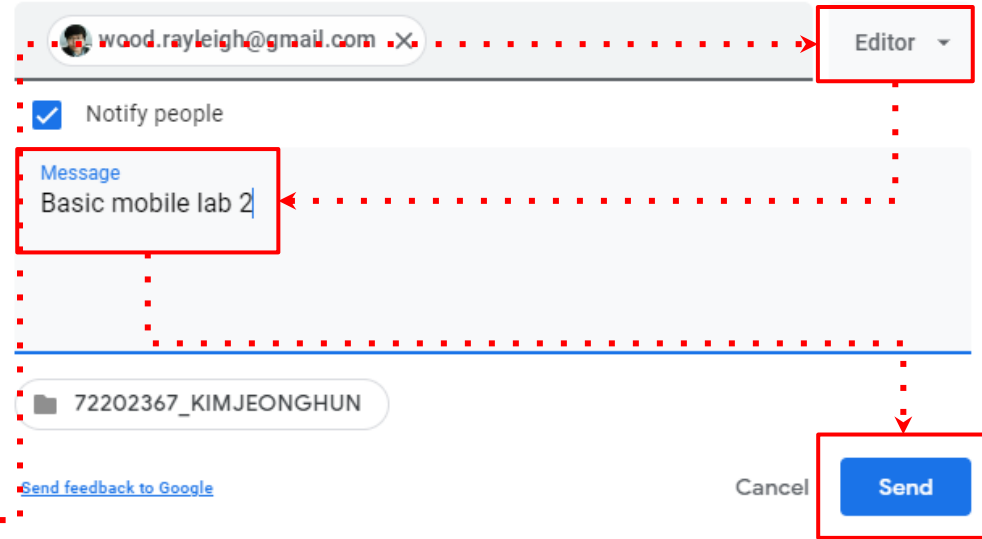 wood.rayleigh@gmail.com
Editor
Notify people
Message
Basic mobile lab 2
72202367_KIMJEONGHUN
Send feedback to Google
Cancel
Send